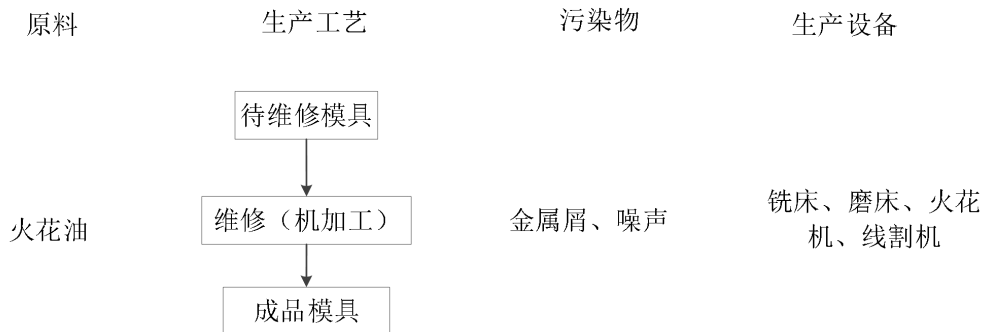 原料 生产工艺 污染物 生产设备
待维修模具
火花油 维修（机加工） 金属屑、噪声 铣床、磨床、火花
机、线割机
成品模具